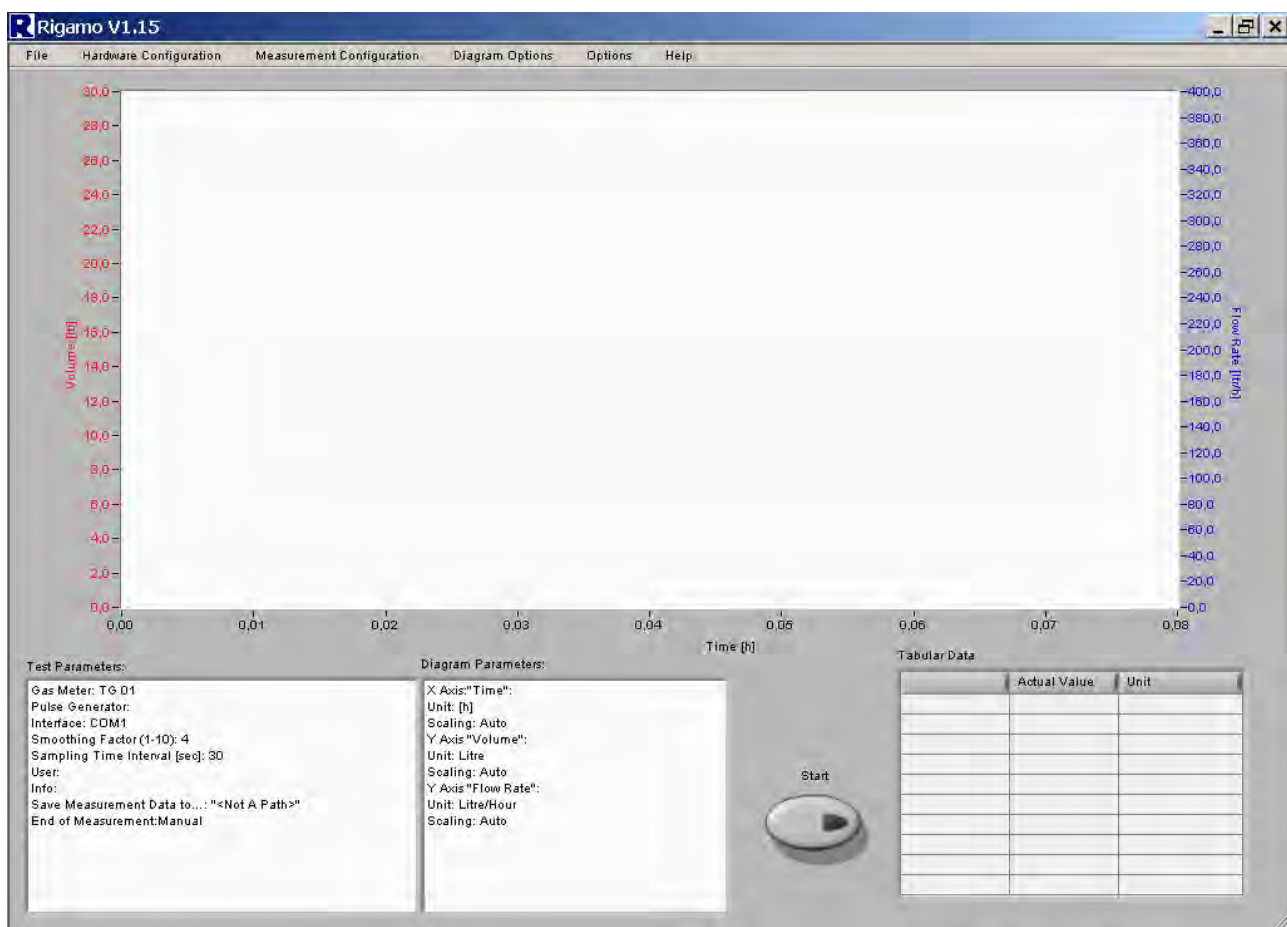 Rigamo V1.15
File Hardware Configuration Measurement Configuration Diagram Options Options Help
30,0
28,0
26,0
24,0
22,0
20,0
18,0
16,0
14,0
12,0
10,0
8,0
6,0
4,0
2,0
0,0
Volume [ltr]
400,0
380,0
360,0
340,0
320,0
300,0
280,0
260,0
240,0
220,0
200,0
180,0
160,0
140,0
120,0
100,0
80,0
60,0
40,0
20,0
0,0
Flow Rate [ltr/h]
0,00 0,01 0,02 0,03 0,04 0,05 0,06 0,07 0,08
Time [h]
Test Parameters:
Gas Meter: TG 01
Pulse Generator:
Interface: COM1
Smoothing Factor (1-10): 4
Sampling Time Interval [sec]: 30
User:
Info:
Save Measurement Data to...: "<Not A Path>"
End of Measurement:Manual
Diagram Parameters:
X Axis:"Time":
Unit: [h]
Scaling: Auto
Y Axis "Volume":
Unit: Litre
Scaling: Auto
Y Axis "Flow Rate":
Unit: Litre/Hour
Scaling: Auto
Start
Tabular Data
Actual Value Unit